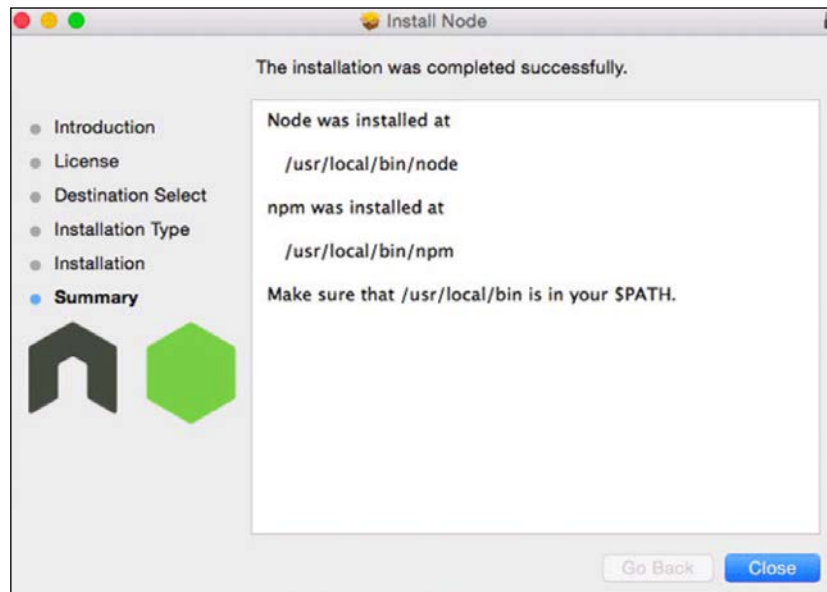 Install Node
The installation was completed successfully.
Introduction
License
Destination Select
Installation Type
Installation
Summary
Node was installed at
/usr/local/bin/node
npm was installed at
/usr/local/bin/npm
Make sure that /usr/local/bin is in your $PATH.
Go Back
Close